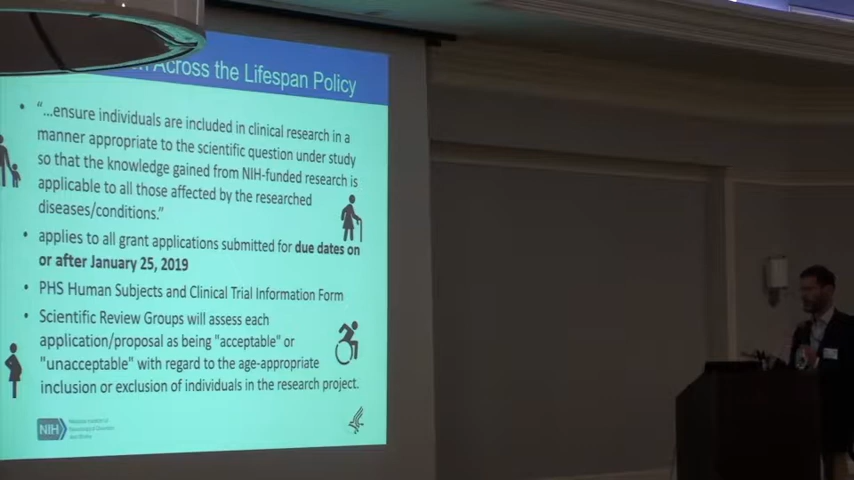 Across the Lifespan Policy
• “...ensure individuals are included in clinical research in a
manner appropriate to the scientific question under study
so that the knowledge gained from NIH-funded research is
applicable to all those affected by the researched
diseases/conditions.”
• applies to all grant applications submitted for due dates on
or after January 25, 2019
• PHS Human Subjects and Clinical Trial Information Form
• Scientific Review Groups will assess each
application/proposal as being "acceptable" or
"unacceptable" with regard to the age-appropriate
inclusion or exclusion of individuals in the research project.
NIH